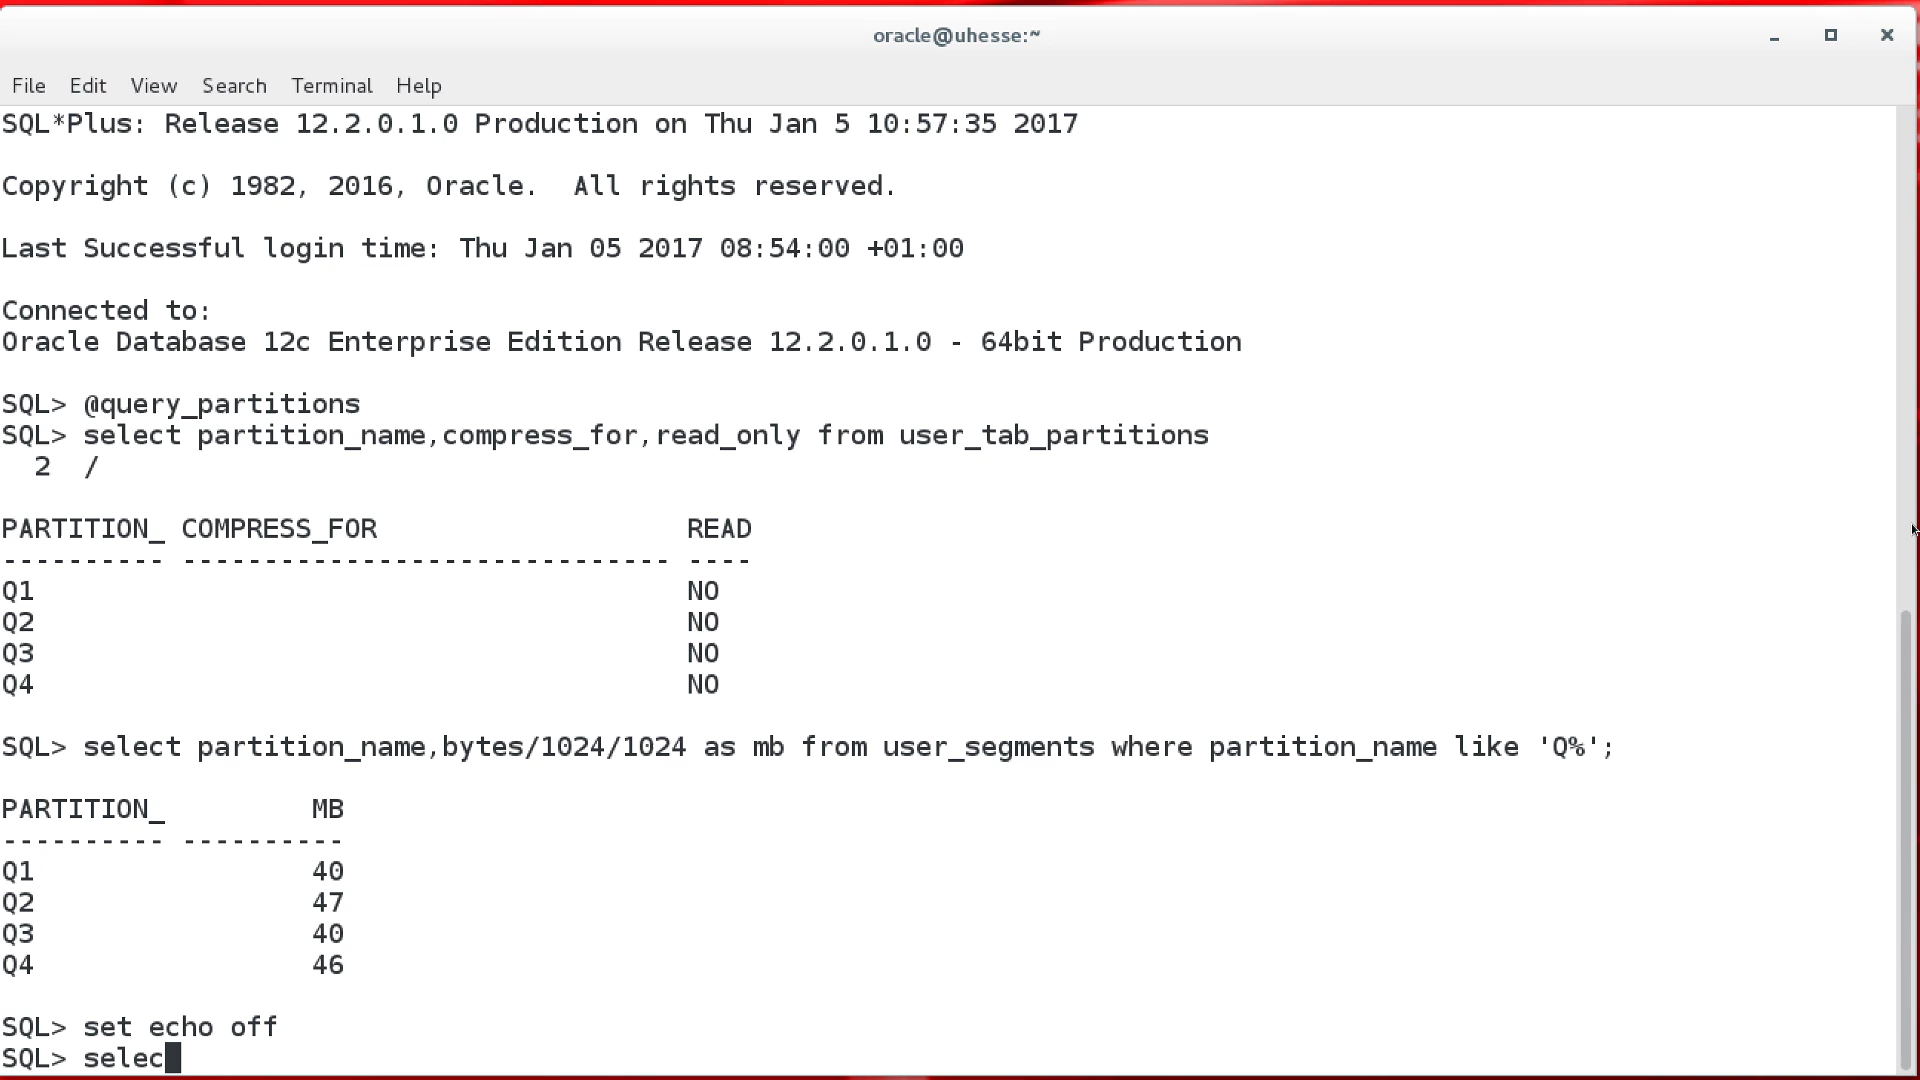 oracle@uhesse:~
File Edit View Search Terminal Help
SQL*Plus: Release 12.2.0.1.0 Production on Thu Jan 5 10:57:35 2017
Copyright (c) 1982, 2016, Oracle.  All rights reserved.
Last Successful login time: Thu Jan 05 2017 08:54:00 +01:00
Connected to:
Oracle Database 12c Enterprise Edition Release 12.2.0.1.0 - 64bit Production
SQL> @query_partitions
SQL> select partition_name,compress_for,read_only from user_tab_partitions
  2  /
PARTITION_ COMPRESS_FOR                   READ
---------- ------------------------------ ----
Q1                                        NO
Q2                                        NO
Q3                                        NO
Q4                                        NO
SQL> select partition_name,bytes/1024/1024 as mb from user_segments where partition_name like 'Q%';
PARTITION_         MB
---------- ----------
Q1                 40
Q2                 47
Q3                 40
Q4                 46
SQL> set echo off
SQL> selec